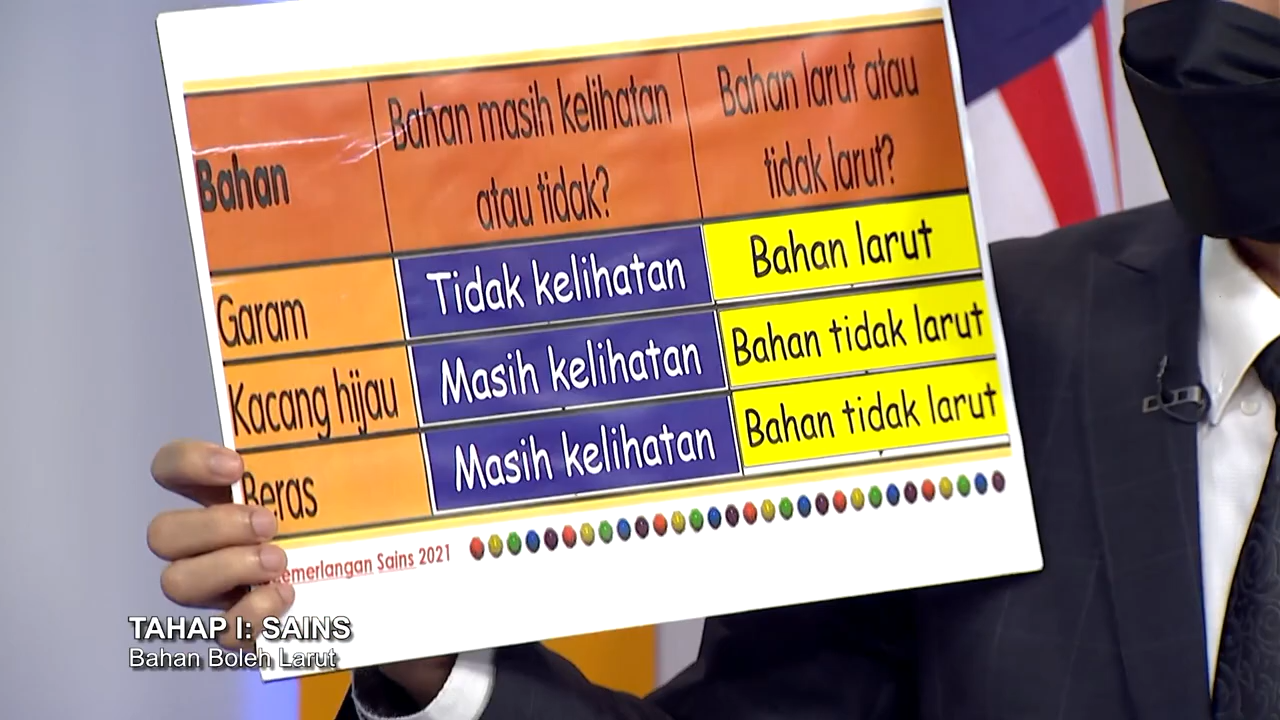 Bahan
Bahan masih kelihatan
atau tidak?
Bahan larut atau
tidak larut?
Garam
Tidak kelihatan
Bahan larut
Kacang hijau
Masih kelihatan
Bahan tidak larut
Beras
Masih kelihatan
Bahan tidak larut
Sains 2021
TAHAP I: SAINS
Bahan Boleh Larut